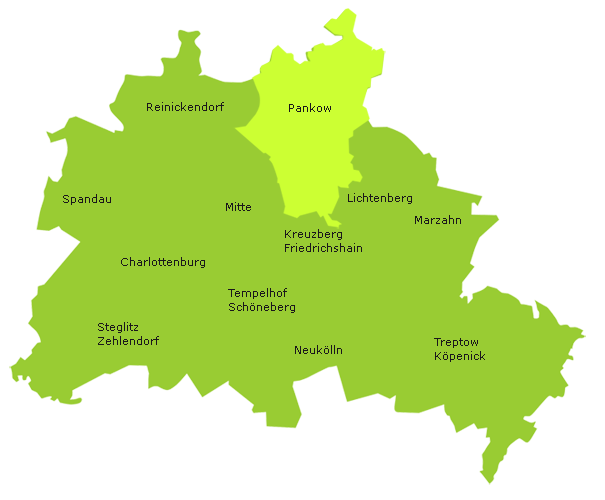 Reinickendorf
Pankow
Spandau
Mitte
Lichtenberg
Marzahn
Kreuzberg
Friedrichshain
Charlottenburg
Tempelhof
Schöneberg
Steglitz
Zehlendorf
Neukölln
Treptow
Köpenick